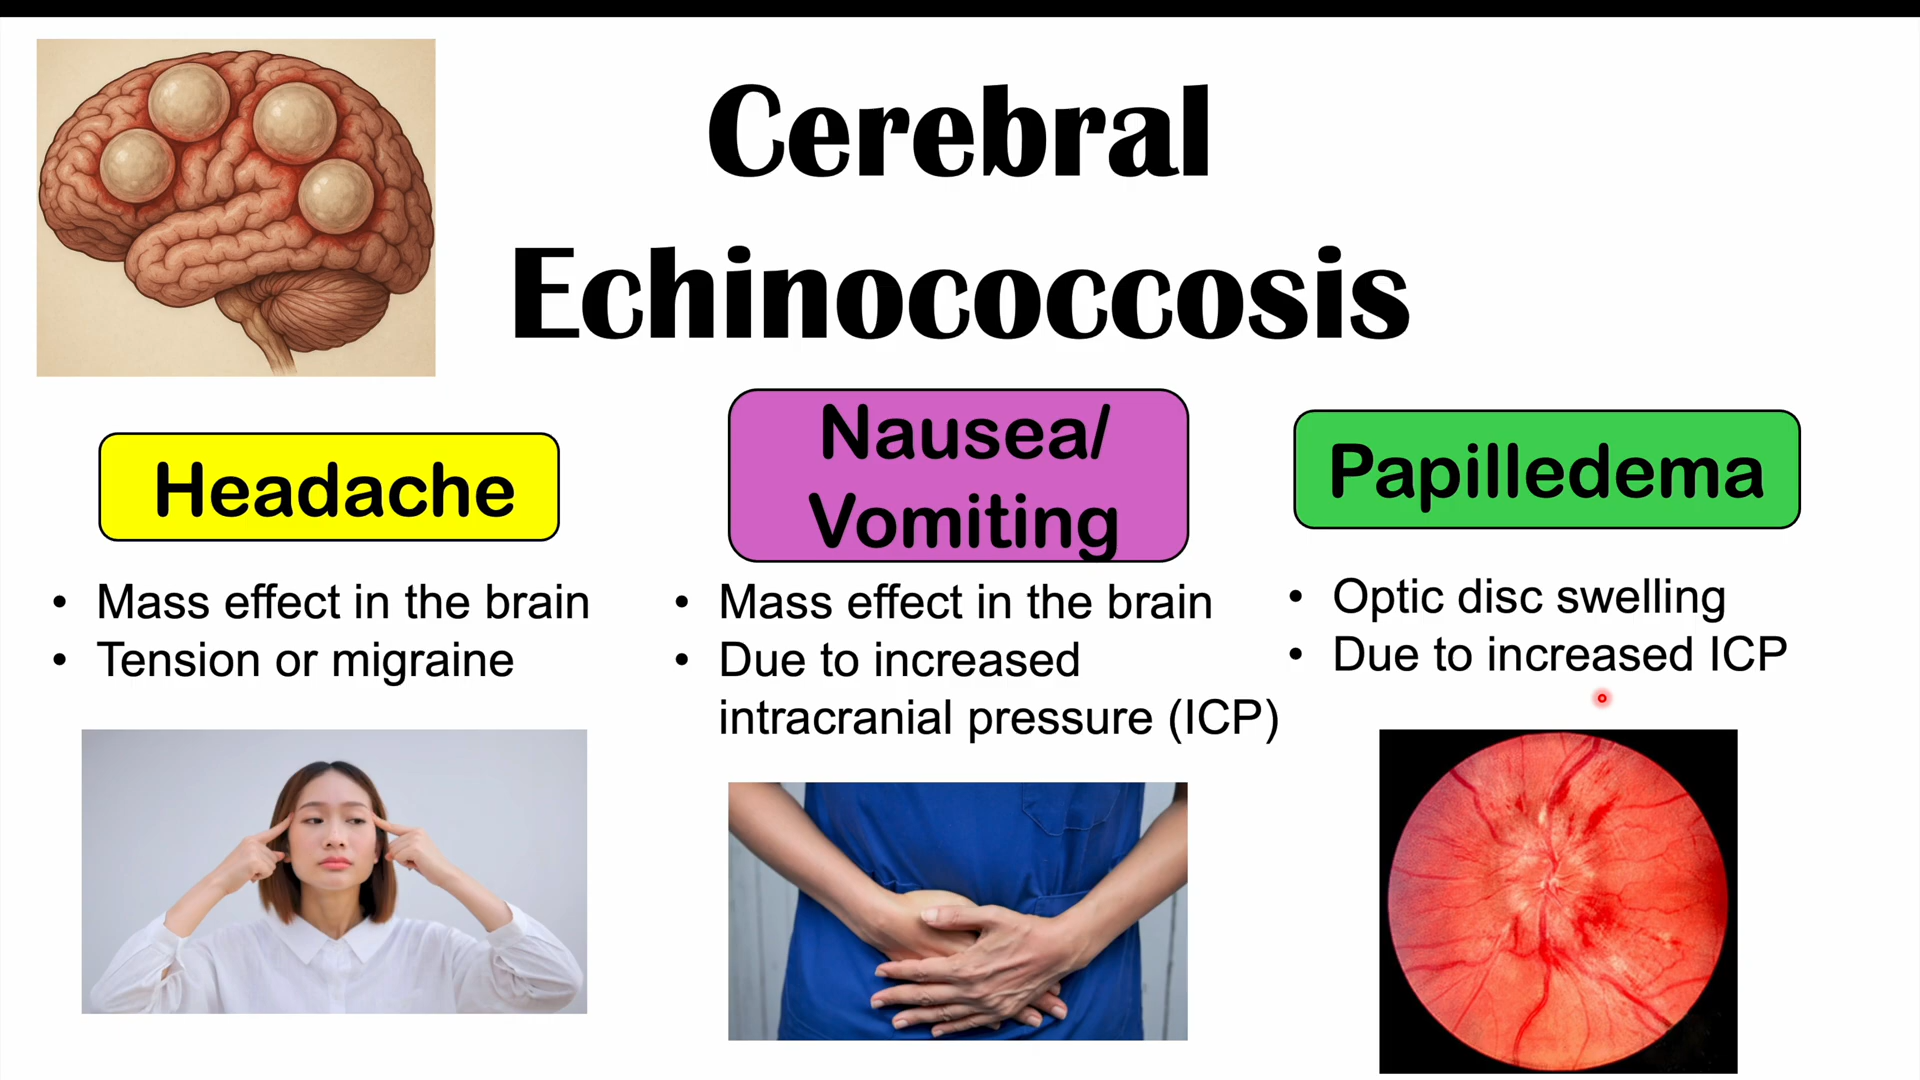 Cerebral
Echinococcosis
Headache
• Mass effect in the brain
• Tension or migraine
Nausea/
Vomiting
• Mass effect in the brain
• Due to increased
intracranial pressure (ICP)
Papilledema
• Optic disc swelling
• Due to increased ICP